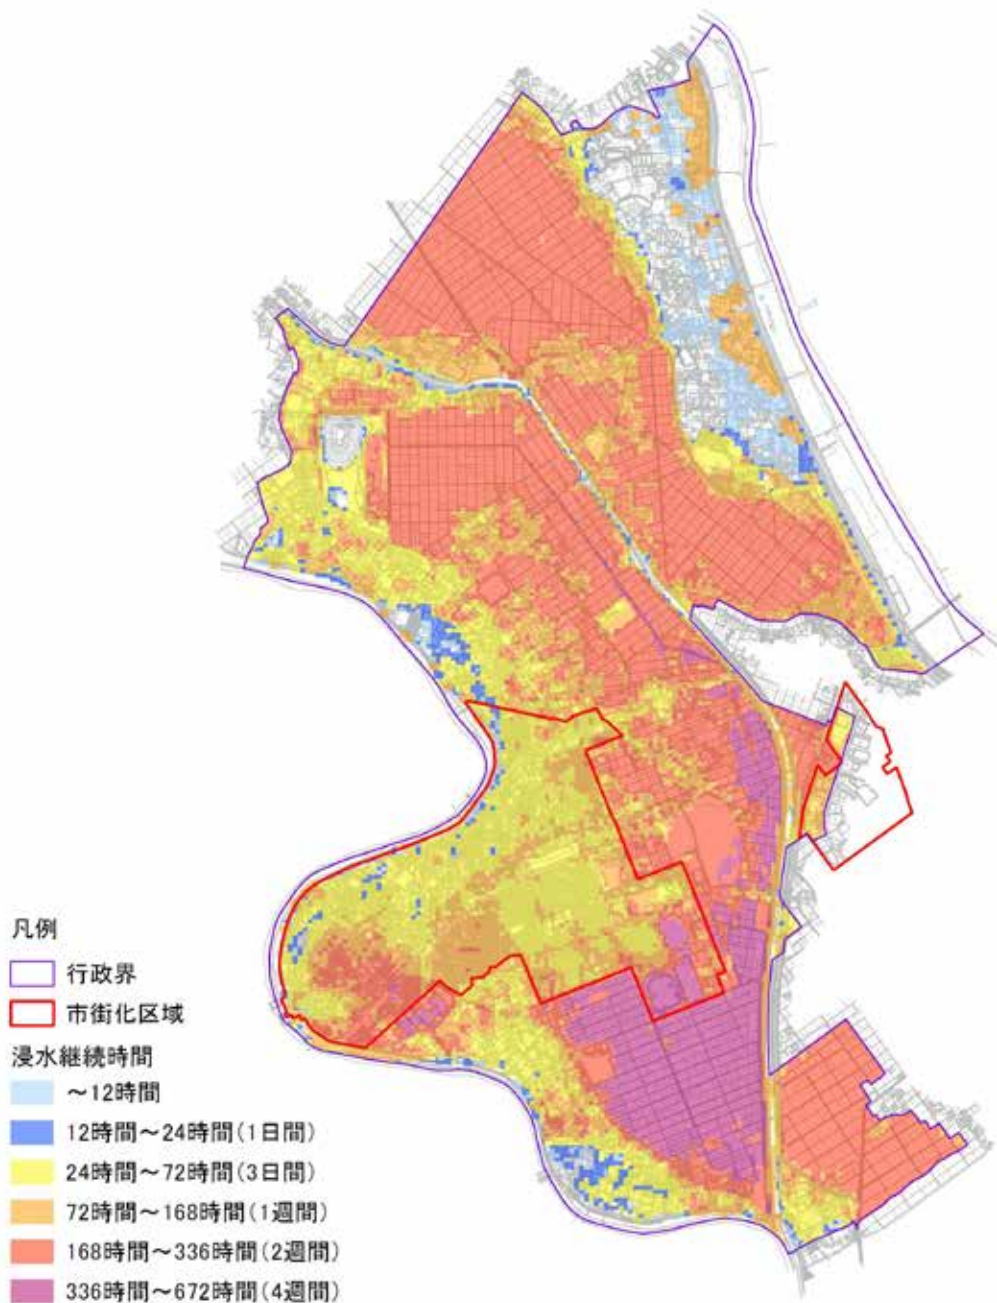 凡例
行政界
市街化区域
浸水継続時間
～12時間
12時間～24時間(1日間)
24時間～72時間(3日間)
72時間～168時間(1週間)
168時間～336時間(2週間)
336時間～672時間(4週間)